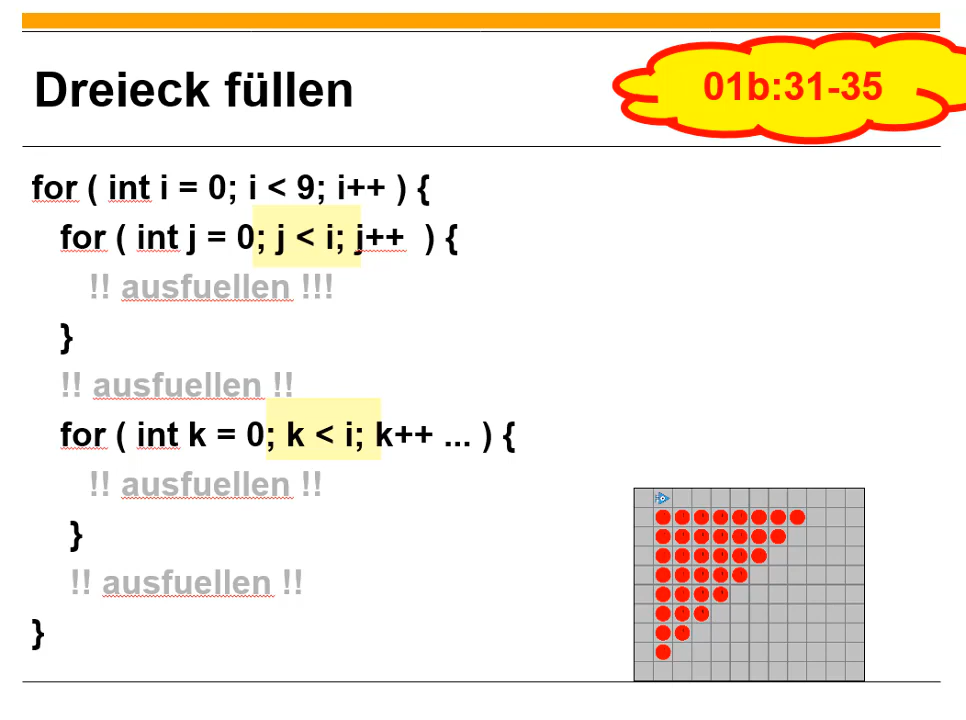 Dreieck füllen
01b:31-35
for ( int i = 0; i < 9; i++ ) {
for ( int j = 0; j < i; j++ ) {
!! ausfuellen !!!
}
!! ausfuellen !!
for ( int k = 0; k < i; k++ ... ) {
!! ausfuellen !!
}
!! ausfuellen !!
}